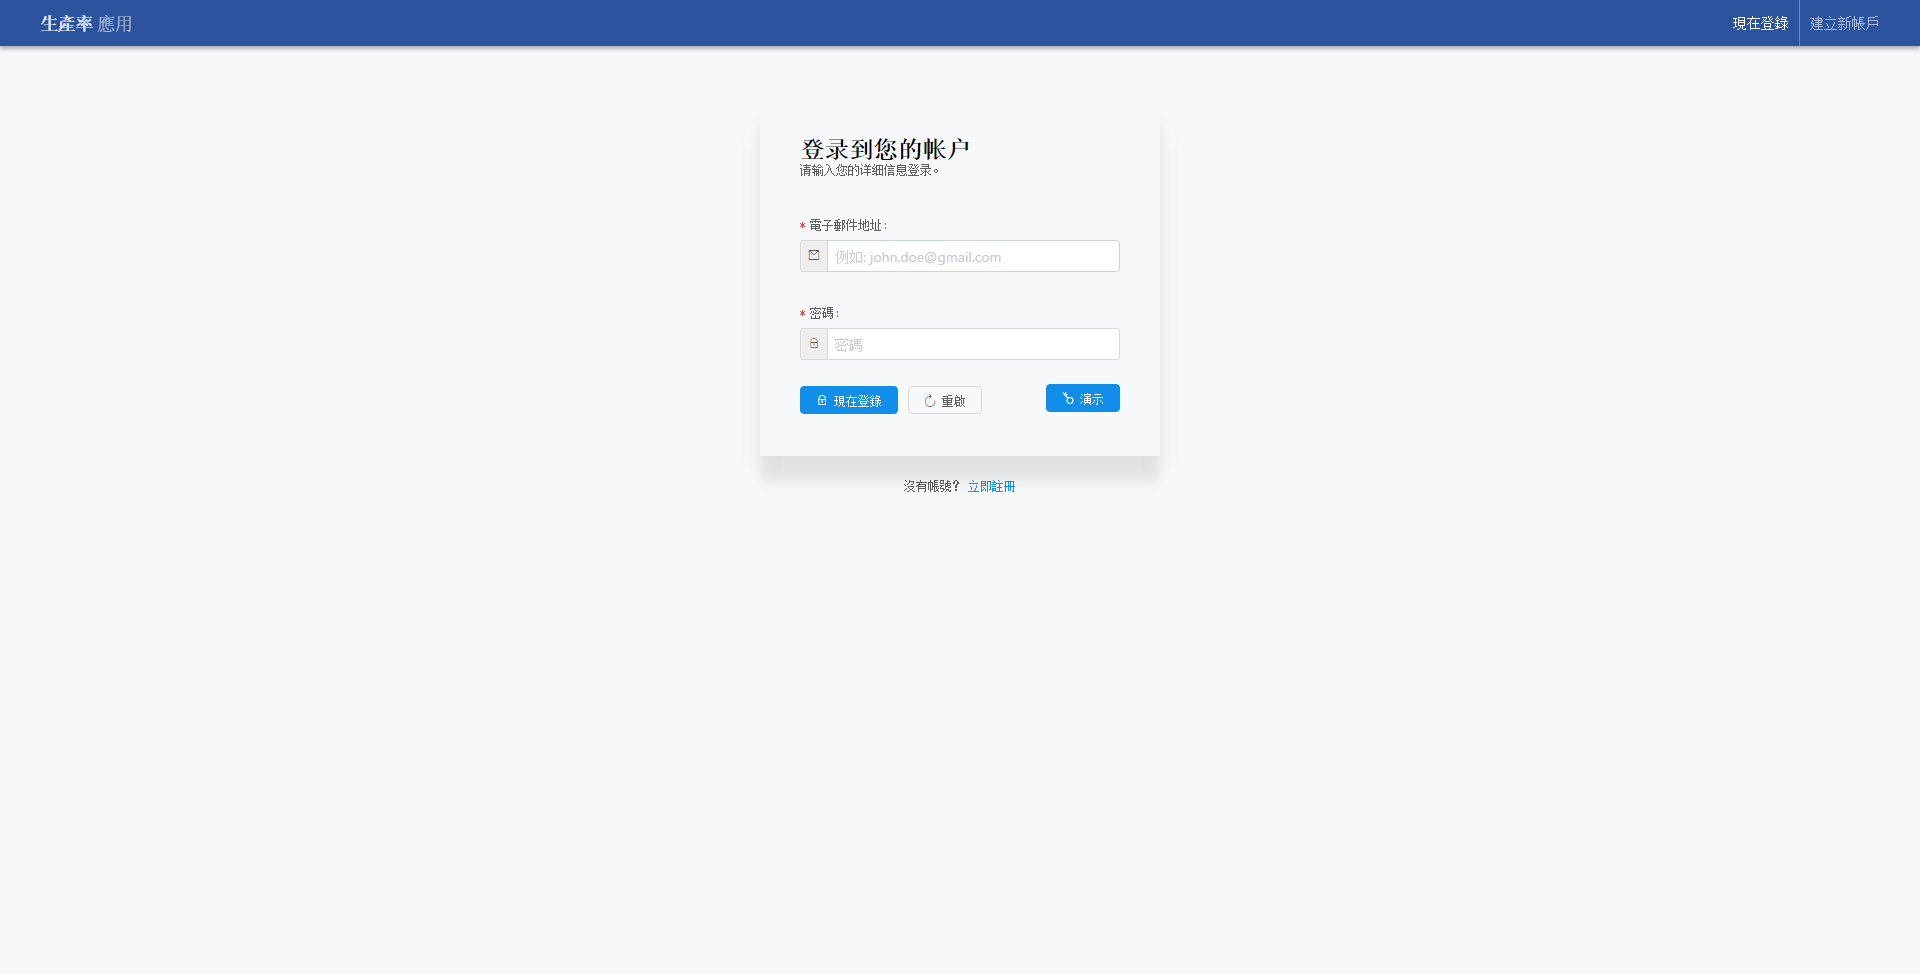 生產率 應用
現在登錄
建立新帳戶
登录到您的帐户
请输入您的详细信息登录。
* 電子郵件地址:
例如: john.doe@gmail.com
* 密碼:
密碼
現在登錄
重啟
演示
沒有帳號? 立即註冊